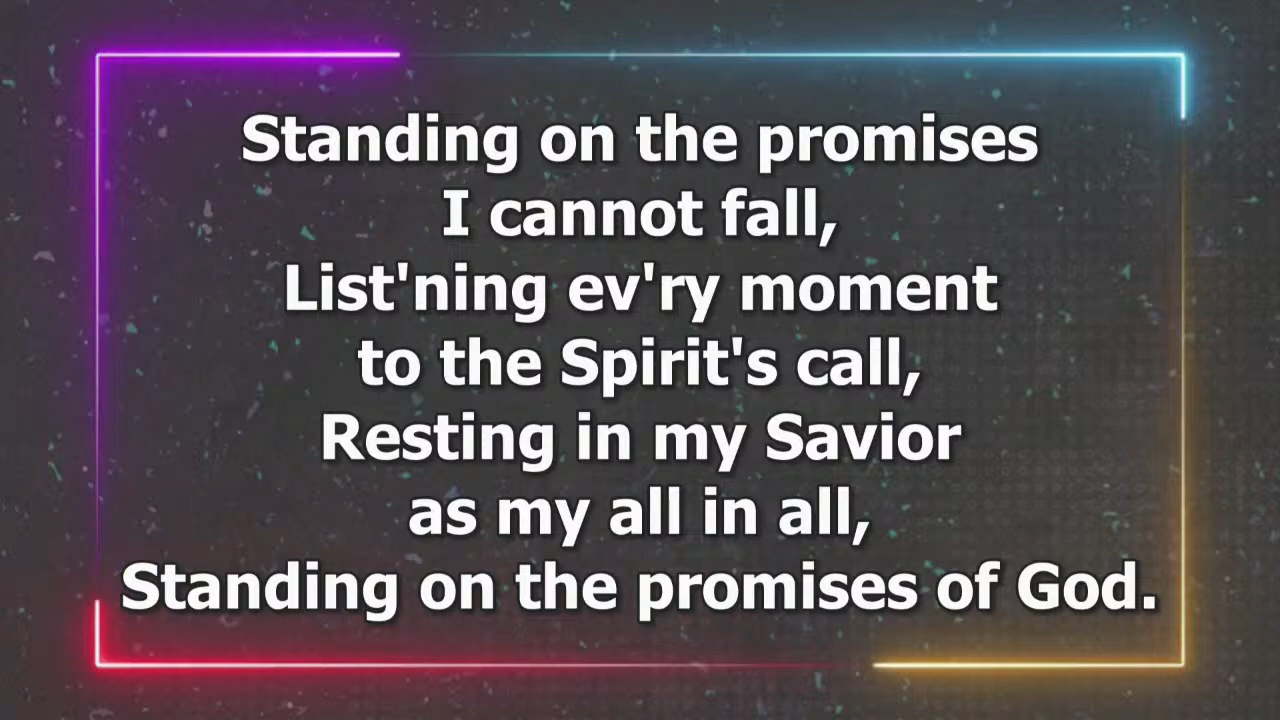 Standing on the promises
I cannot fall,
List'ning ev'ry moment
to the Spirit's call,
Resting in my Savior
as my all in all,
Standing on the promises of God.